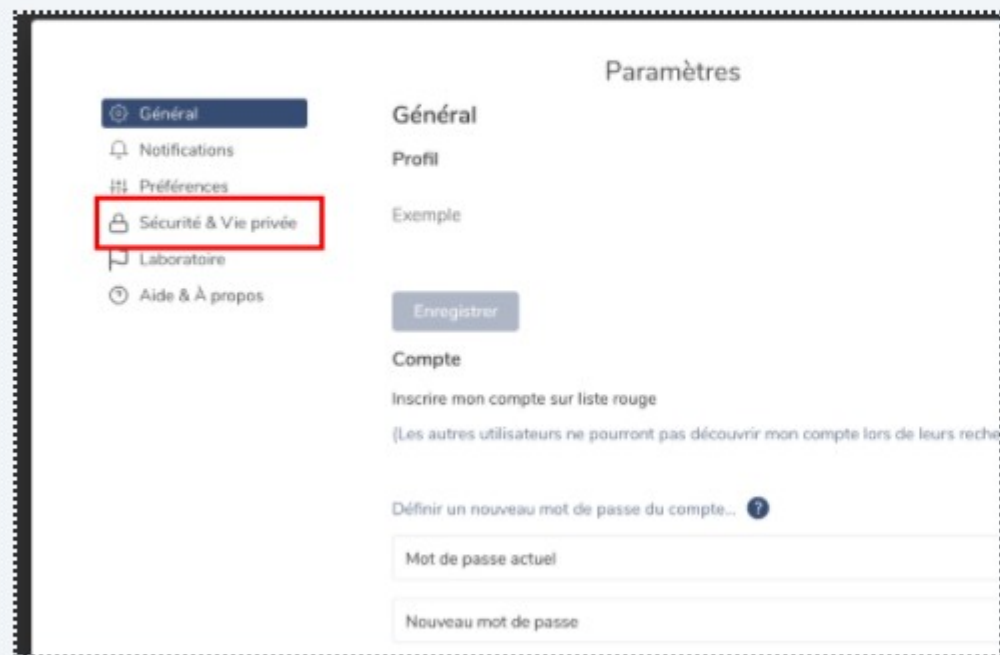 Paramètres
Général
Notifications
Préférences
Sécurité & Vie privée
Laboratoire
Aide & À propos
Général
Profil
Exemple
Enregistrer
Compte
Inscrire mon compte sur liste rouge
(Les autres utilisateurs ne pourront pas découvrir mon compte lors de leurs reche
Définir un nouveau mot de passe du compte... ?
Mot de passe actuel
Nouveau mot de passe